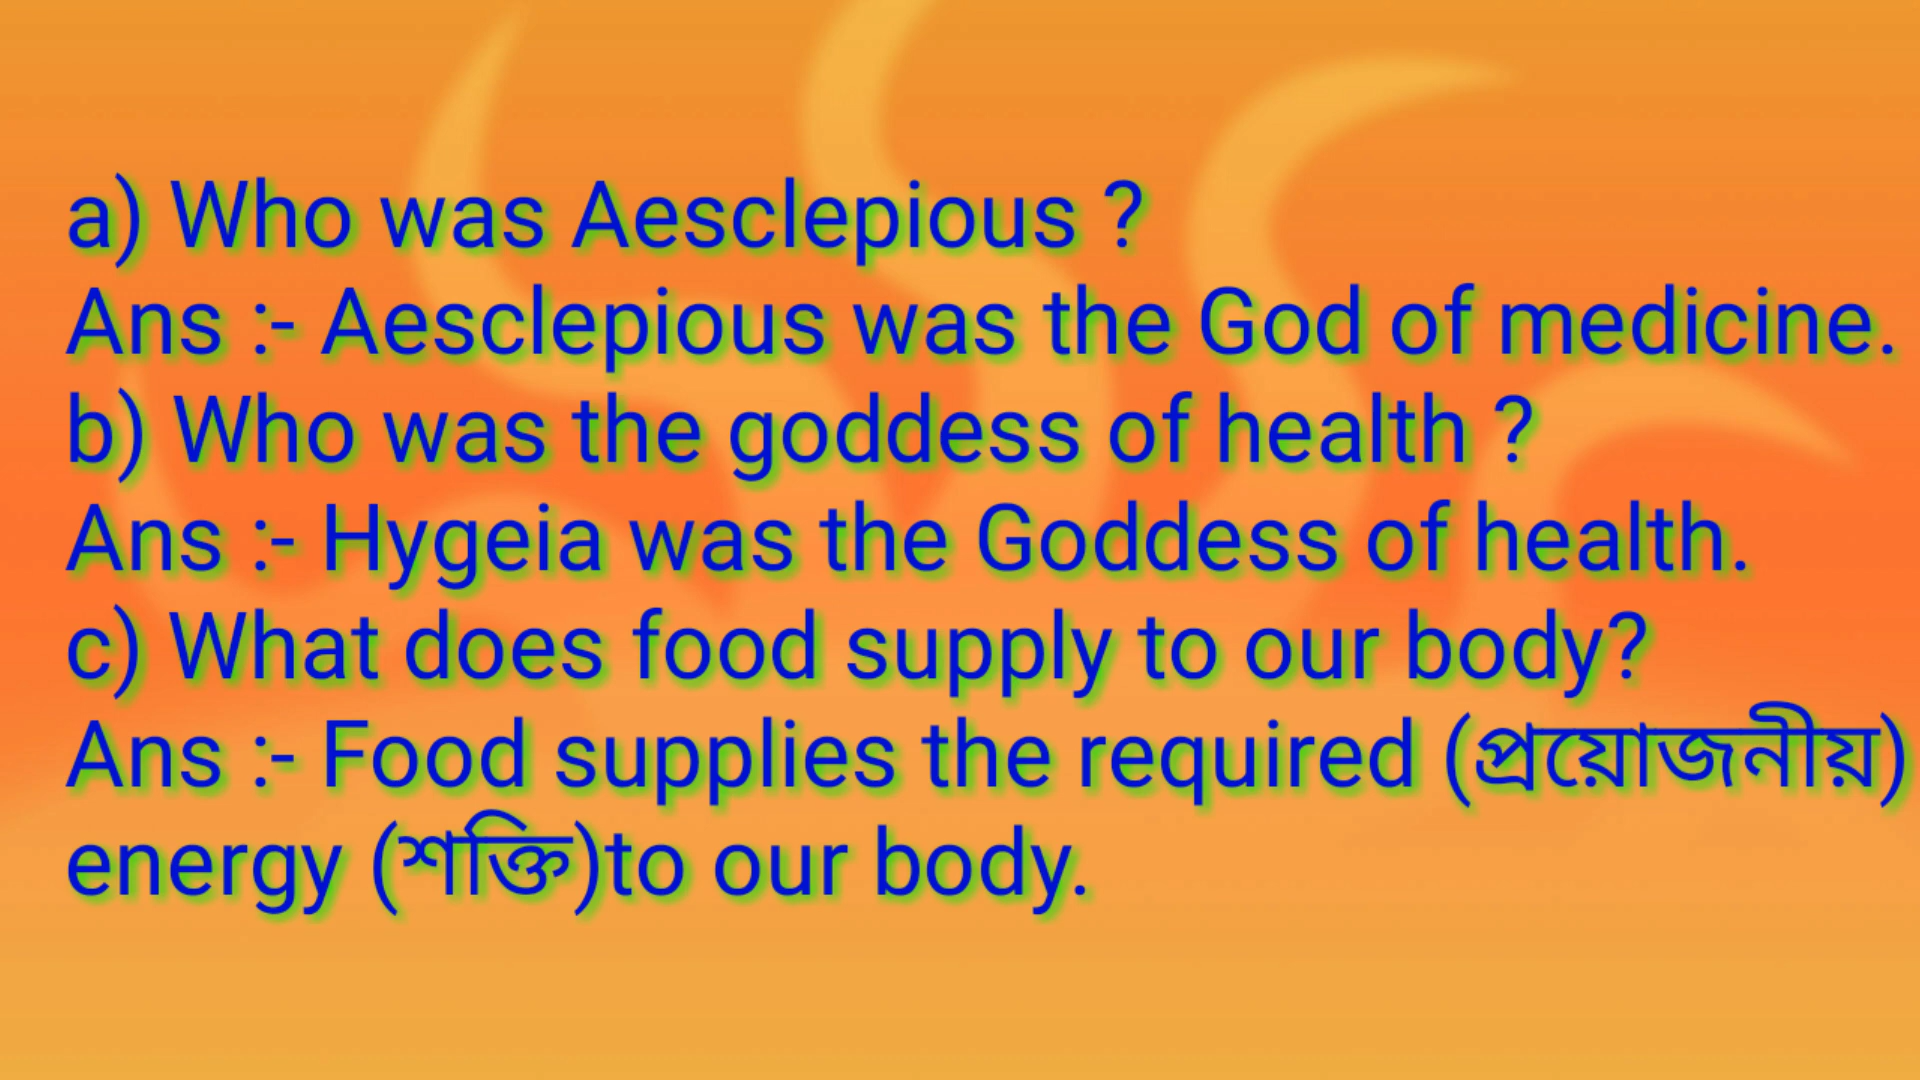 a) Who was Aesclepious ?
Ans :- Aesclepious was the God of medicine.
b) Who was the goddess of health ?
Ans :- Hygeia was the Goddess of health.
c) What does food supply to our body?
Ans :- Food supplies the required (প্রয়োজনীয়)
energy (শক্তি)to our body.